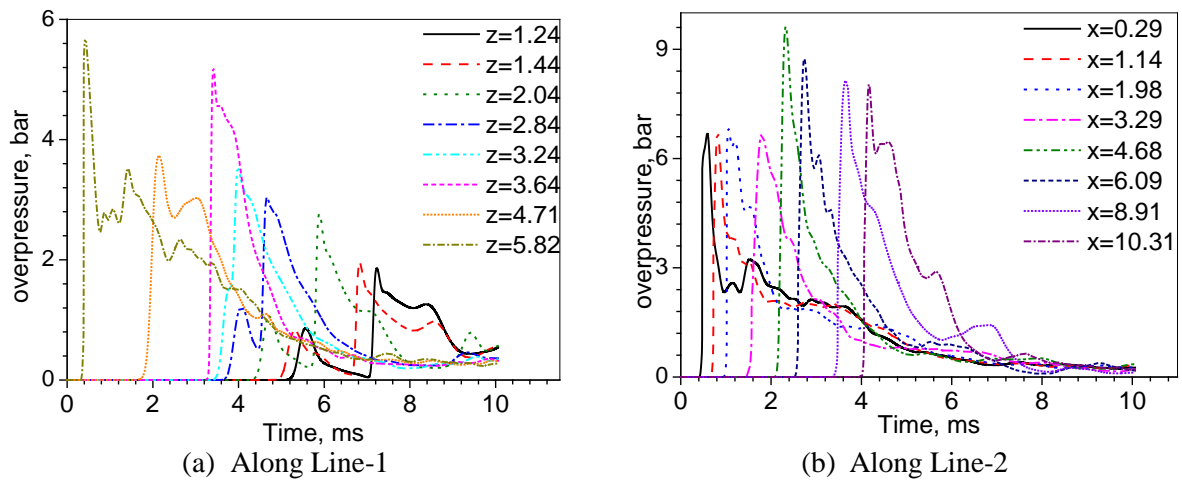 6
4
2
0
overpressure, bar
0 2 4 6 8 10
Time, ms
z=1.24
z=1.44
z=2.04
z=2.84
z=3.24
z=3.64
z=4.71
z=5.82
(a) Along Line-1
9
6
3
0
overpressure, bar
0 2 4 6 8 10
Time, ms
x=0.29
x=1.14
x=1.98
x=3.29
x=4.68
x=6.09
x=8.91
x=10.31
(b) Along Line-2